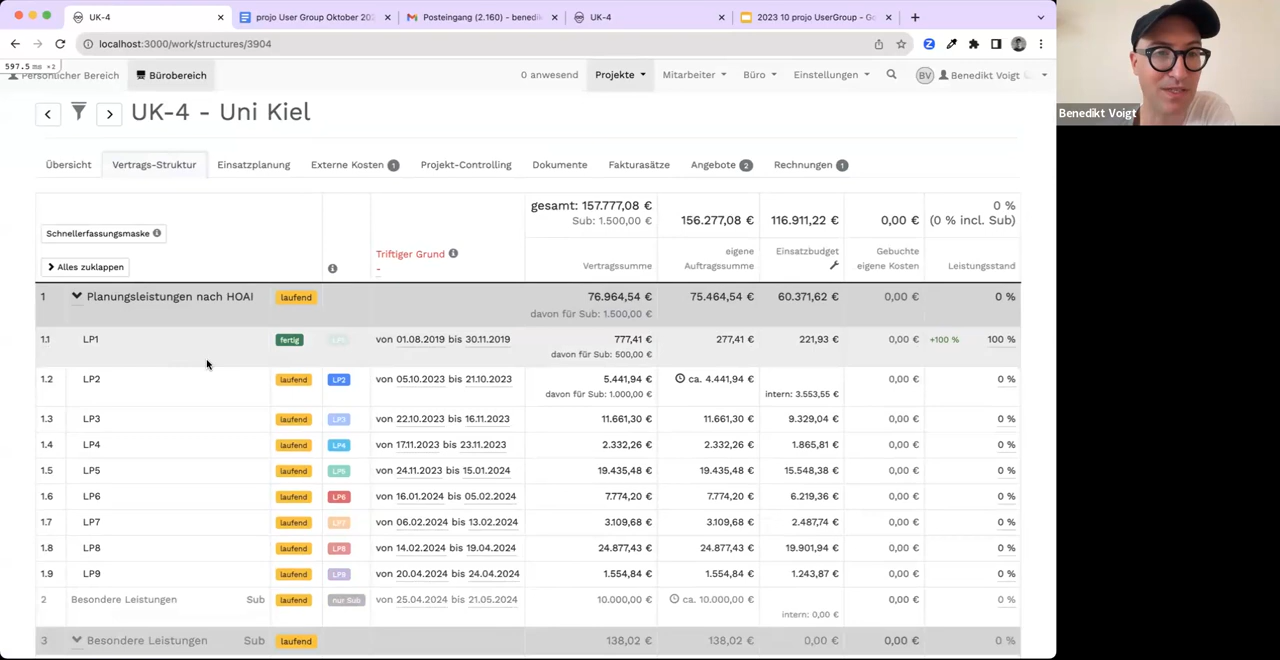 UK-4
projo User Group Oktober 202
Posteingang (2.160) – benedik
UK-4
2023 10 projo UserGroup - Go
localhost:3000/work/structures/3904
597.5 ms ×2
Persönlicher Bereich
Bürobereich
0 anwesend
Projekte
Mitarbeiter
Büro
Einstellungen
BV
Benedikt Voigt
Benedikt Voigt
UK-4 - Uni Kiel
Übersicht
Vertrags-Struktur
Einsatzplanung
Externe Kosten 1
Projekt-Controlling
Dokumente
Fakturasätze
Angebote 2
Rechnungen 1
gesamt: 157.777,08 €
Sub: 1.500,00 €
156.277,08 €
116.911,22 €
0,00 €
0 %
(0 % incl. Sub)
Schnellerfassungsmaske
Alles zuklappen
Triftiger Grund
-
Vertragssumme
eigene
Auftragssumme
Einsatzbudget
Gebuchte
eigene Kosten
Leistungsstand
1 Planungsleistungen nach HOAI laufend 76.964,54 € 75.464,54 € 60.371,62 € 0,00 € 0 %
davon für Sub: 1.500,00 €
1.1 LP1 fertig LP1 von 01.08.2019 bis 30.11.2019 777,41 € 277,41 € 221,93 € 0,00 € +100 % 100 %
davon für Sub: 500,00 €
1.2 LP2 laufend LP2 von 05.10.2023 bis 21.10.2023 5.441,94 € ca. 4.441,94 € 0,00 € 0 %
davon für Sub: 1.000,00 € intern: 3.553,55 €
1.3 LP3 laufend LP3 von 22.10.2023 bis 16.11.2023 11.661,30 € 11.661,30 € 9.329,04 € 0,00 € 0 %
1.4 LP4 laufend LP4 von 17.11.2023 bis 23.11.2023 2.332,26 € 2.332,26 € 1.865,81 € 0,00 € 0 %
1.5 LP5 laufend LP5 von 24.11.2023 bis 15.01.2024 19.435,48 € 19.435,48 € 15.548,38 € 0,00 € 0 %
1.6 LP6 laufend LP6 von 16.01.2024 bis 05.02.2024 7.774,20 € 7.774,20 € 6.219,36 € 0,00 € 0 %
1.7 LP7 laufend LP7 von 06.02.2024 bis 13.02.2024 3.109,68 € 3.109,68 € 2.487,74 € 0,00 € 0 %
1.8 LP8 laufend LP8 von 14.02.2024 bis 19.04.2024 24.877,43 € 24.877,43 € 19.901,94 € 0,00 € 0 %
1.9 LP9 laufend LP9 von 20.04.2024 bis 24.04.2024 1.554,84 € 1.554,84 € 1.243,87 € 0,00 € 0 %
2 Besondere Leistungen Sub laufend nur Sub von 25.04.2024 bis 21.05.2024 10.000,00 € ca. 10.000,00 € 0,00 € 0 %
intern: 0,00 €
3 Besondere Leistungen Sub laufend 138,02 € 138,02 € 0,00 € 0,00 € 0 %